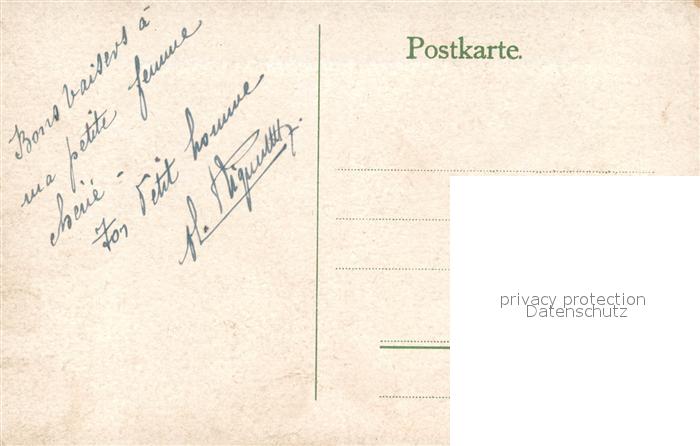 Bons baisers à
ma petite femme
chérie -
Ton Petit homme
Postkarte.
privacy protection
Datenschutz